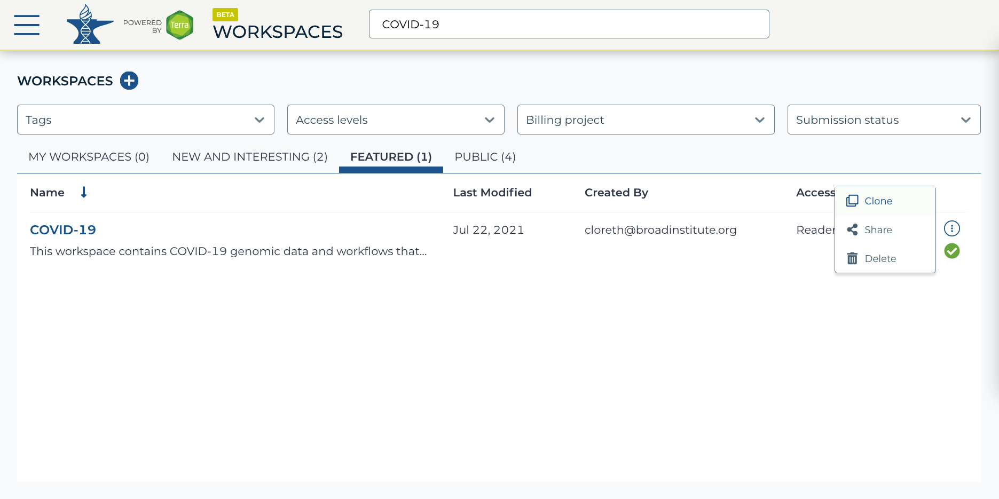 POWERED
BY
Terra
BETA
WORKSPACES
COVID-19
WORKSPACES
Tags
Access levels
Billing project
Submission status
MY WORKSPACES (0)
NEW AND INTERESTING (2)
FEATURED (1)
PUBLIC (4)
Name
Last Modified
Created By
Access
Clone
COVID-19
Jul 22, 2021
cloreth@broadinstitute.org
Reader
Share
This workspace contains COVID-19 genomic data and workflows that...
Delete